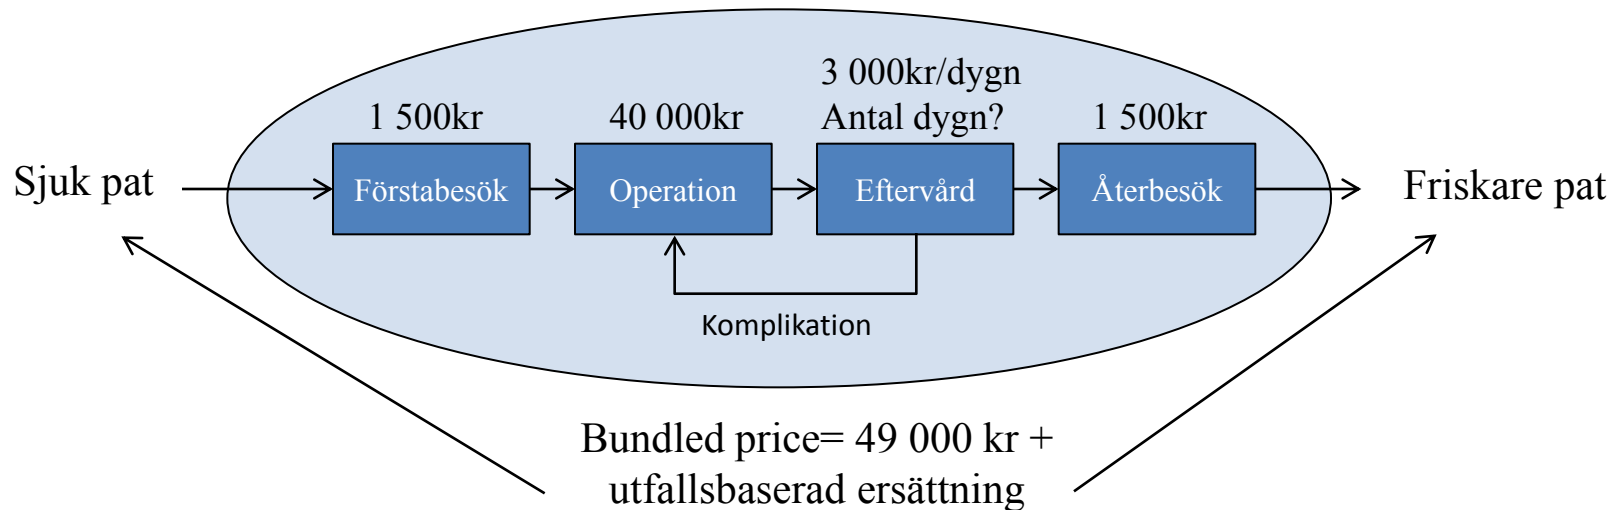 3 000kr/dygn
1 500kr
40 000kr
Antal dygn?
1 500kr
Sjuk pat
Förstabesök
Operation
Eftervård
Återbesök
Friskare pat
Komplikation
Bundled price= 49 000 kr +
utfallsbaserad ersättning